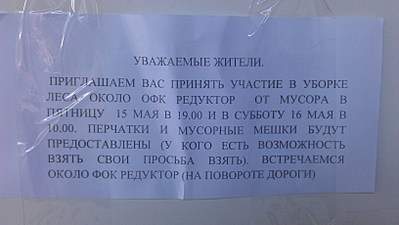 УВАЖАЕМЫЕ ЖИТЕЛИ.
ПРИГЛАШАЕМ ВАС ПРИНЯТЬ УЧАСТИЕ В УБОРКЕ
ЛЕСА ОКОЛО ОФК РЕДУКТОР ОТ МУСОРА В
ПЯТНИЦУ 15 МАЯ В 19.00 И В СУББОТУ 16 МАЯ В
10.00. ПЕРЧАТКИ И МУСОРНЫЕ МЕШКИ БУДУТ
ПРЕДОСТАВЛЕНЫ (У КОГО ЕСТЬ ВОЗМОЖНОСТЬ
ВЗЯТЬ СВОИ ПРОСЬБА ВЗЯТЬ). ВСТРЕЧАЕМСЯ
ОКОЛО ФОК РЕДУКТОР (НА ПОВОРОТЕ ДОРОГИ)